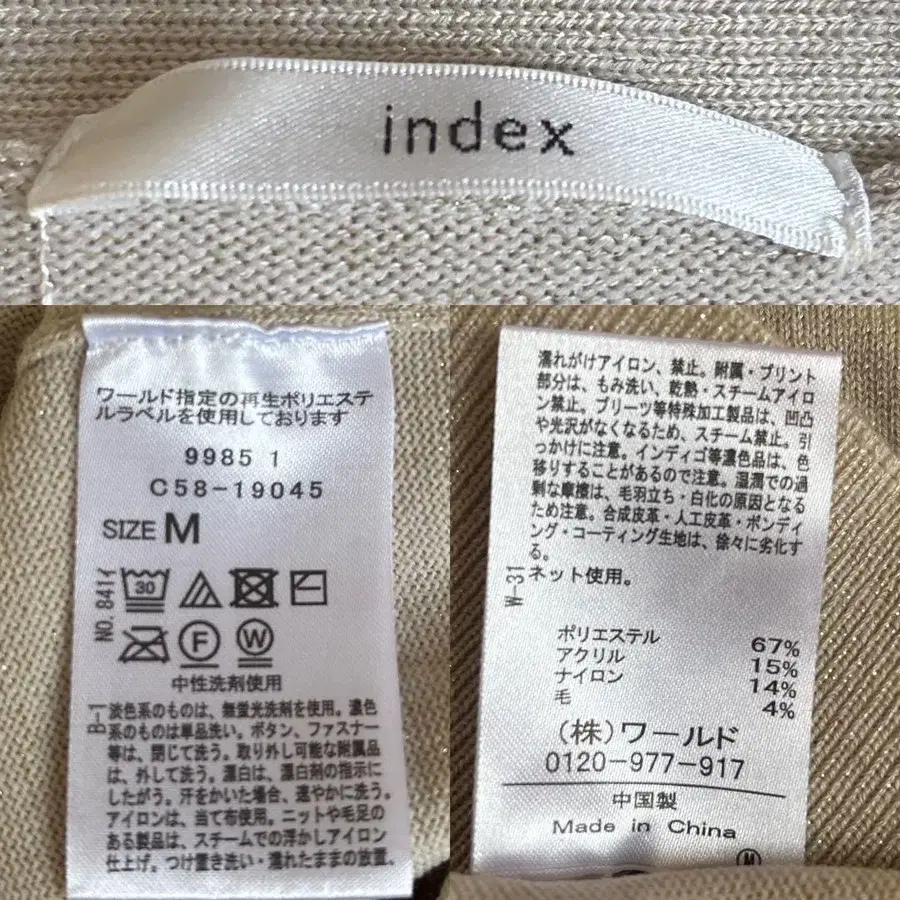 index
ワールド指定の再生ポリエステ
ルラベルを使用しております
9985 1
C58-19045
SIZE M
NO.841イ
30
F
W
中性洗剤使用
B-1
淡色系のものは、無蛍光洗剤を使用。濃色
系のものは単品洗い。ボタン、ファスナー
等は、閉じて洗う。取り外し可能な附属品
は、外して洗う。漂白は、漂白剤の指示に
したがう。汗をかいた場合、速やかに洗う。
アイロンは、当て布使用。ニットや毛足の
ある製品は、スチームでの浮かしアイロン
仕上げ。つけ置き洗い・濡れたままの放置。
濡れがけアイロン、禁止。附属・プリント
部分は、もみ洗い、乾熱・スチームアイロ
ン禁止。プリーツ等特殊加工製品は、凹凸
や光沢がなくなるため、スチーム禁止。引
っかけに注意。インディゴ等濃色品は、色
移りすることがあるので注意。湿潤での過
剰な摩擦は、毛羽立ち・白化の原因となる
ため注意。合成皮革・人工皮革・ボンディ
ング・コーティング生地は、徐々に劣化す
る。
W-31
ネット使用。
ポリエステル 67%
アクリル 15%
ナイロン 14%
毛 4%
(株)ワールド
0120-977-917
中国製
Made in China
M